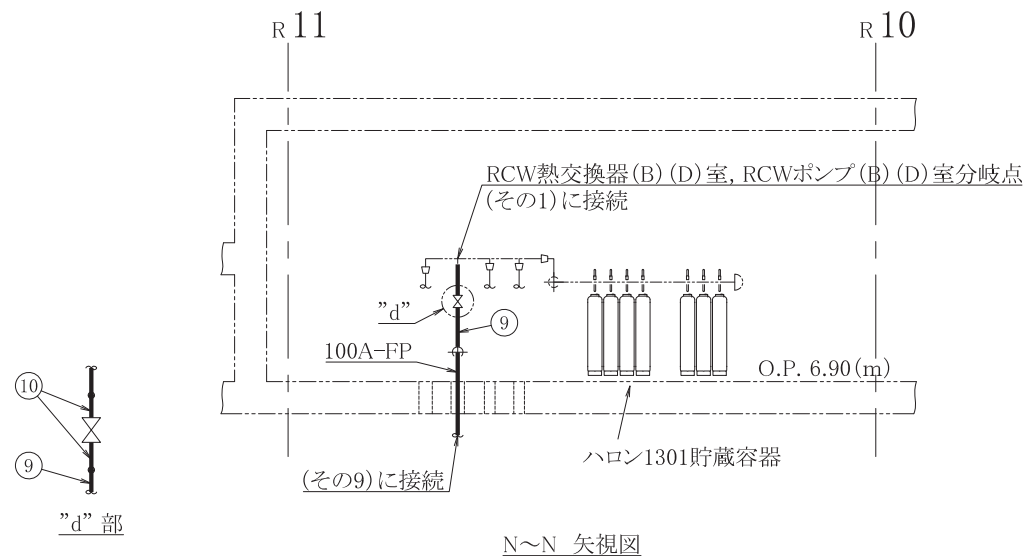 R 11
R 10
RCW熱交換器(B)(D)室, RCWポンプ(B)(D)室分岐点
(その1)に接続
"d"
⑨
100A-FP
O.P. 6.90(m)
ハロン1301貯蔵容器
(その9)に接続
⑩
⑨
"d" 部
N～N 矢視図